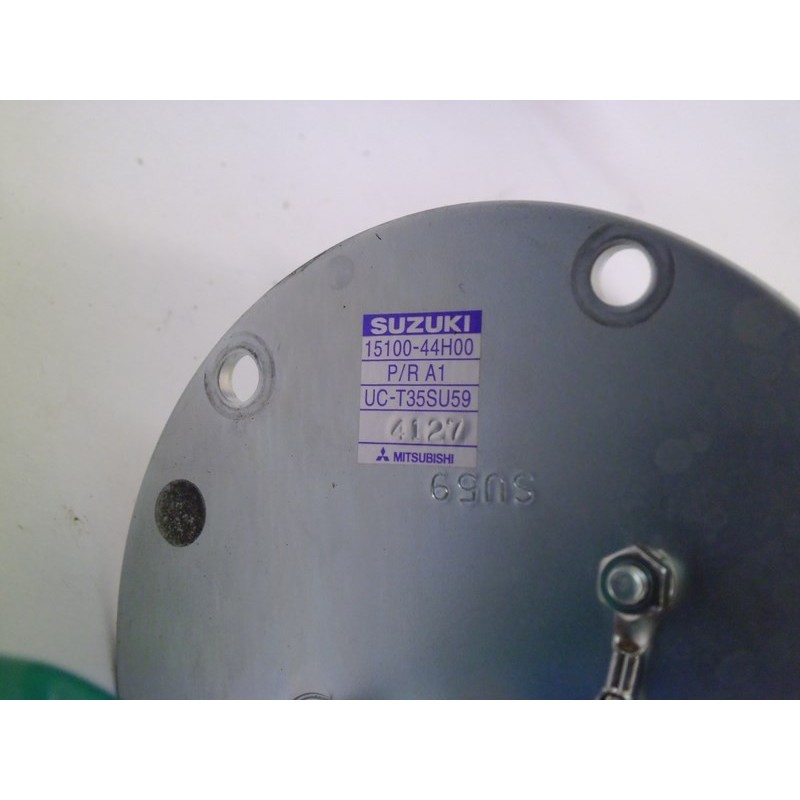 SUZUKI
15100-44H00
P/R A1
UC-T35SU59
4127
MITSUBISHI
SU59